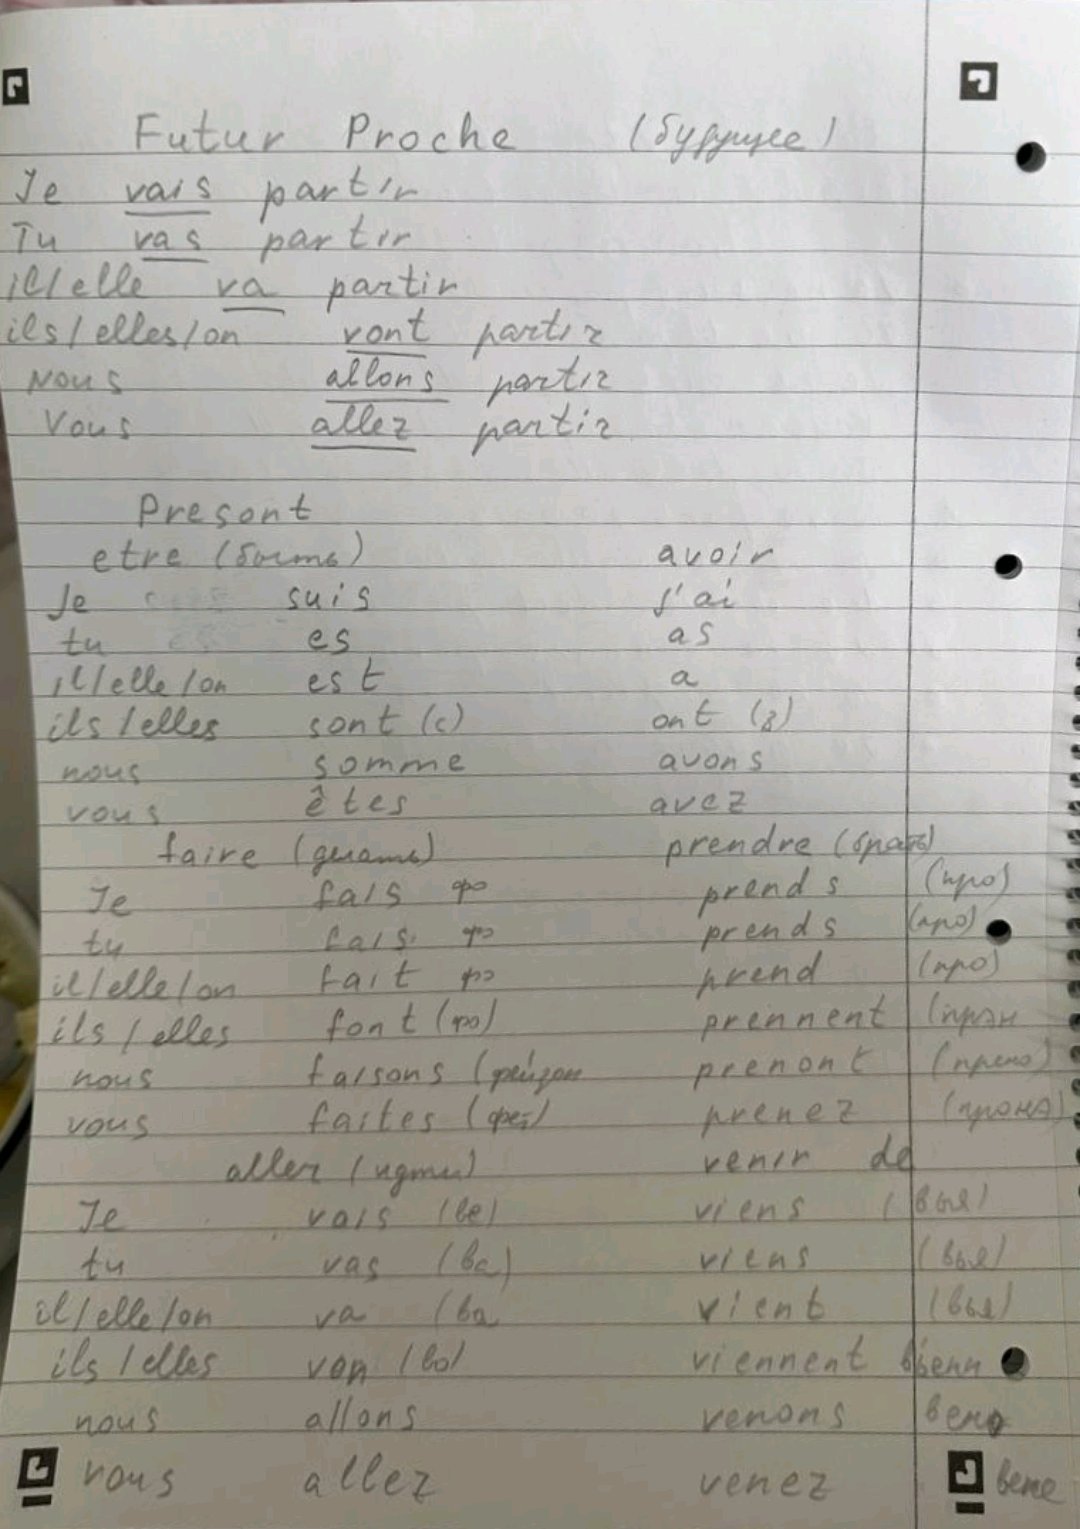 Futur Proche (будущее)
Je vais partir
Tu vas partir
il/elle va partir
ils/elles/on vont partir
Nous allons partir
Vous allez partir
Present
etre (быть) avoir
Je suis j'ai
tu es as
il/elle/on est a
ils/elles sont (с) ont (з)
nous somme avons
vous êtes avez
faire (делать) prendre (брать)
Je fais фэ prends (про)
tu fais фэ prends (про)
il/elle/on fait фэ prend (про)
ils/elles font (фо) prennent (прэн
nous faisons (фейзон prenont (прено)
vous faites (фет) prenez (пронэ)
aller (идти) venir de
Je vais (ве) viens (вья)
tu vas (ва) viens (вья)
il/elle/on va (ва vient (вья)
ils/elles von (во) viennent вьенн
nous allons venons вено
vous allez venez вене